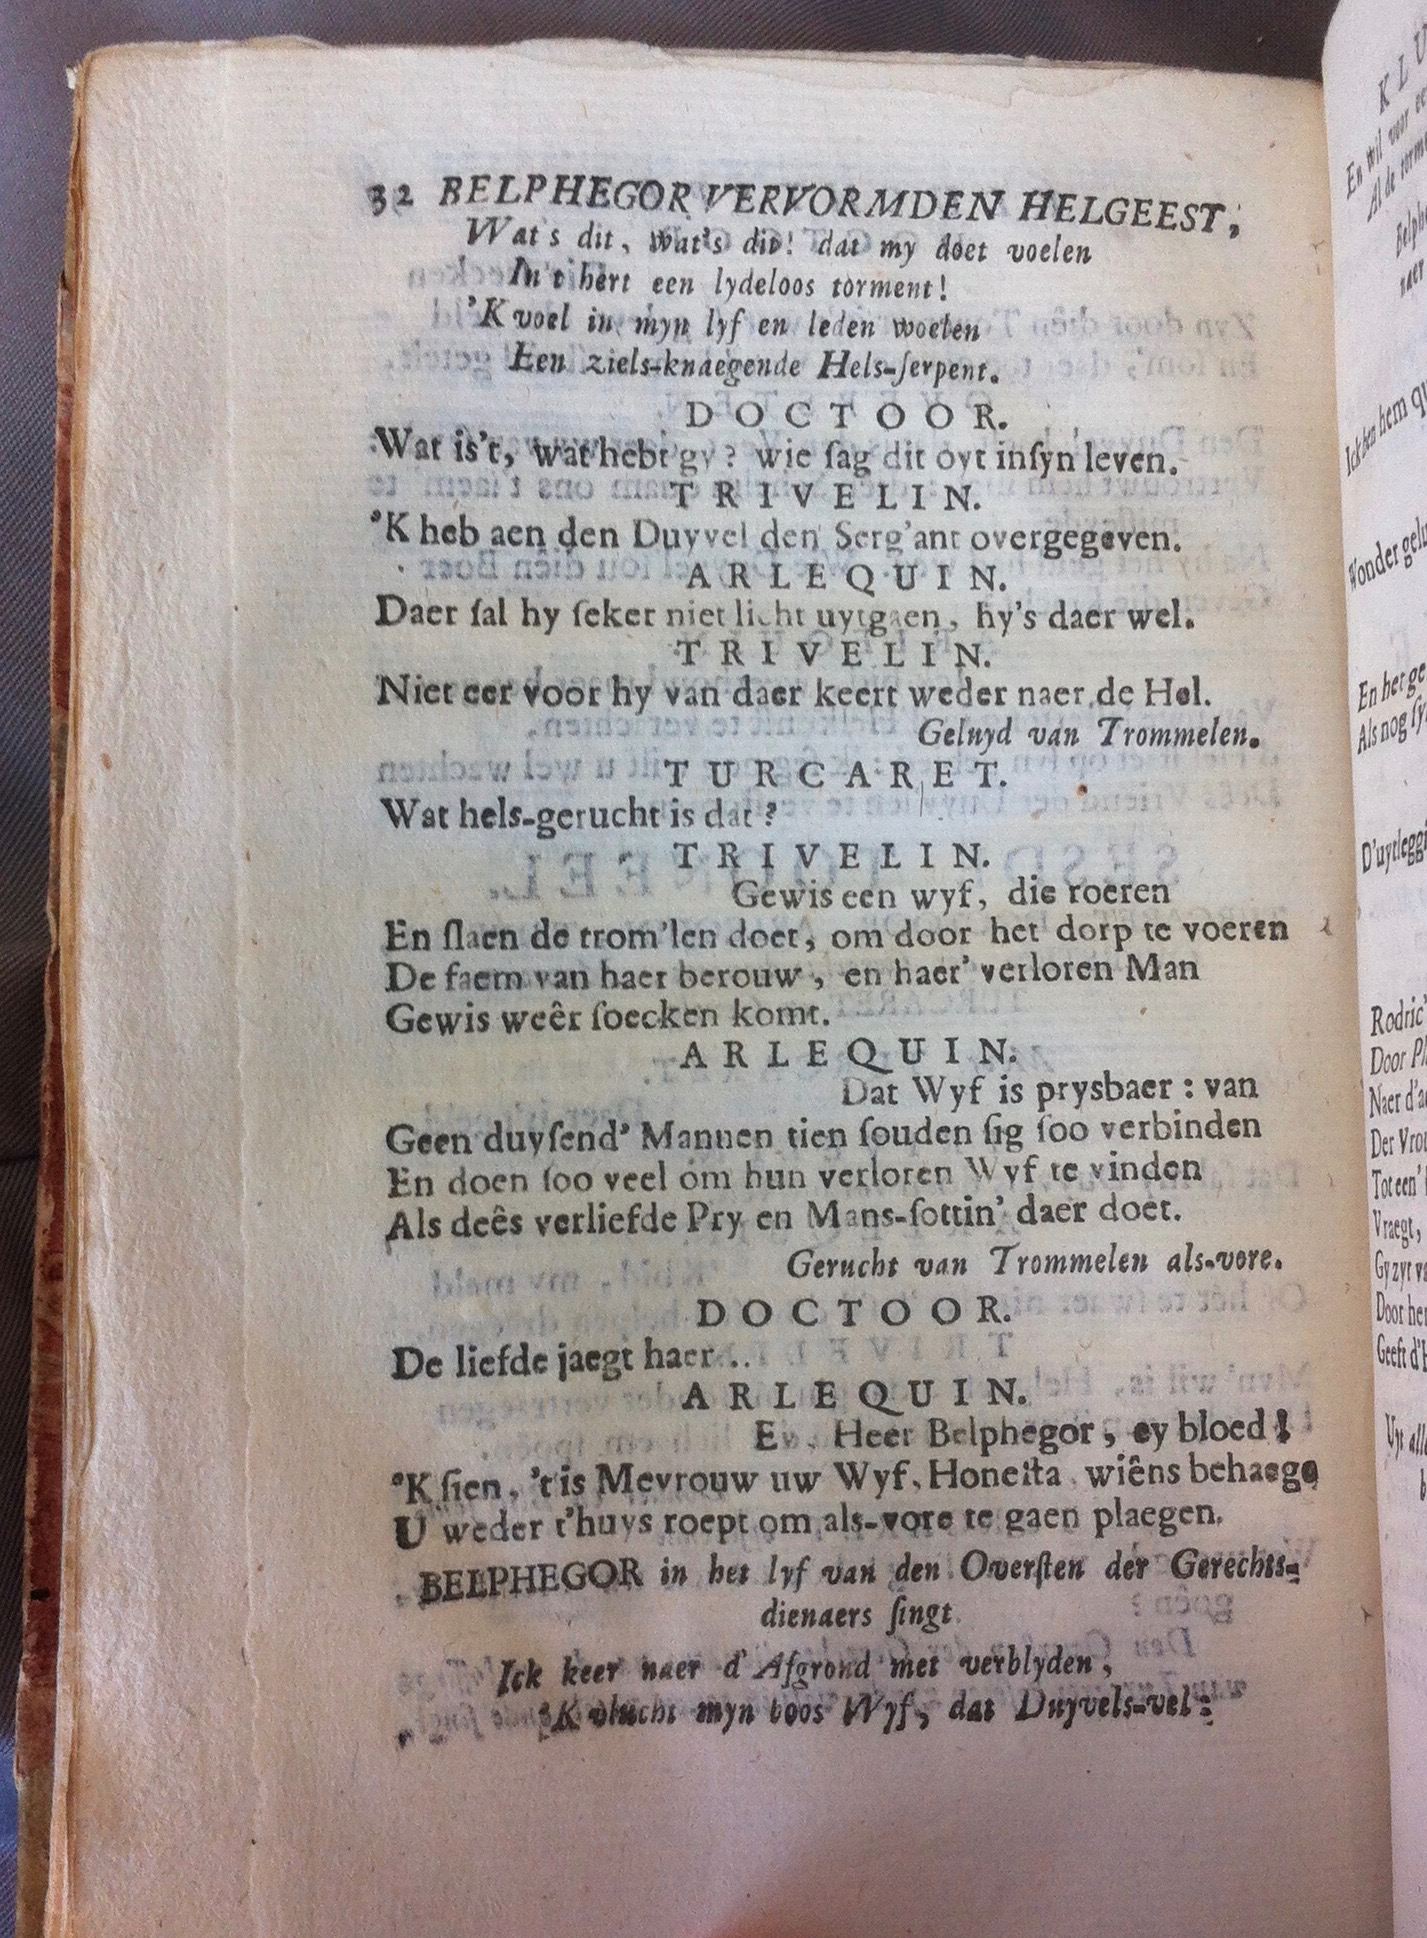 32 BELPHEGOR VERVORMDEN HELGEEST,
Wat's dit, wat's dit! dat my doet voelen
In't hert een lydeloos torment!
'K voel in myn lyf en leden woelen
Een ziels-knaegende Hels-ſerpent.
DOCTOOR.
Wat is't, wat hebt gy? wie ſag dit oyt inſyn leven.
TRIVELIN.
'K heb aen den Duyvel den Serg'ant overgegeven.
ARLEQUIN.
Daer ſal hy ſeker niet licht uytgaen, hy's daer wel.
TRIVELIN.
Niet eer voor hy van daer keert weder naer de Hel.
Geluyd van Trommelen.
TURCARET.
Wat hels-gerucht is dat?
TRIVELIN.
Gewis een wyf, die roeren
En ſlaen de trom'len doet, om door het dorp te voeren
De faem van haer berouw, en haer' verloren Man
Gewis weêr ſoecken komt.
ARLEQUIN.
Dat Wyf is prysbaer: van
Geen duyſend' Mannen tien ſouden ſig ſoo verbinden
En doen ſoo veel om hun verloren Wyf te vinden
Als deês verliefde Pry en Mans-ſottin' daer doet.
Gerucht van Trommelen als-vore.
DOCTOOR.
De liefde jaegt haer..
ARLEQUIN.
E, Heer Belphegor, ey bloed!
'K ſien, 't is Mevrouw uw Wyf, Honeſta wiêns behaege
U weder t'huys roept om als-vore te gaen plaegen.
BELPHEGOR in het lyf van den Overſten der Gerechts-
dienaers ſingt
Ick keer naer d'Afgrond met verblyden,
'K vlucht myn boos Wyf, dat Duyvels-vel: